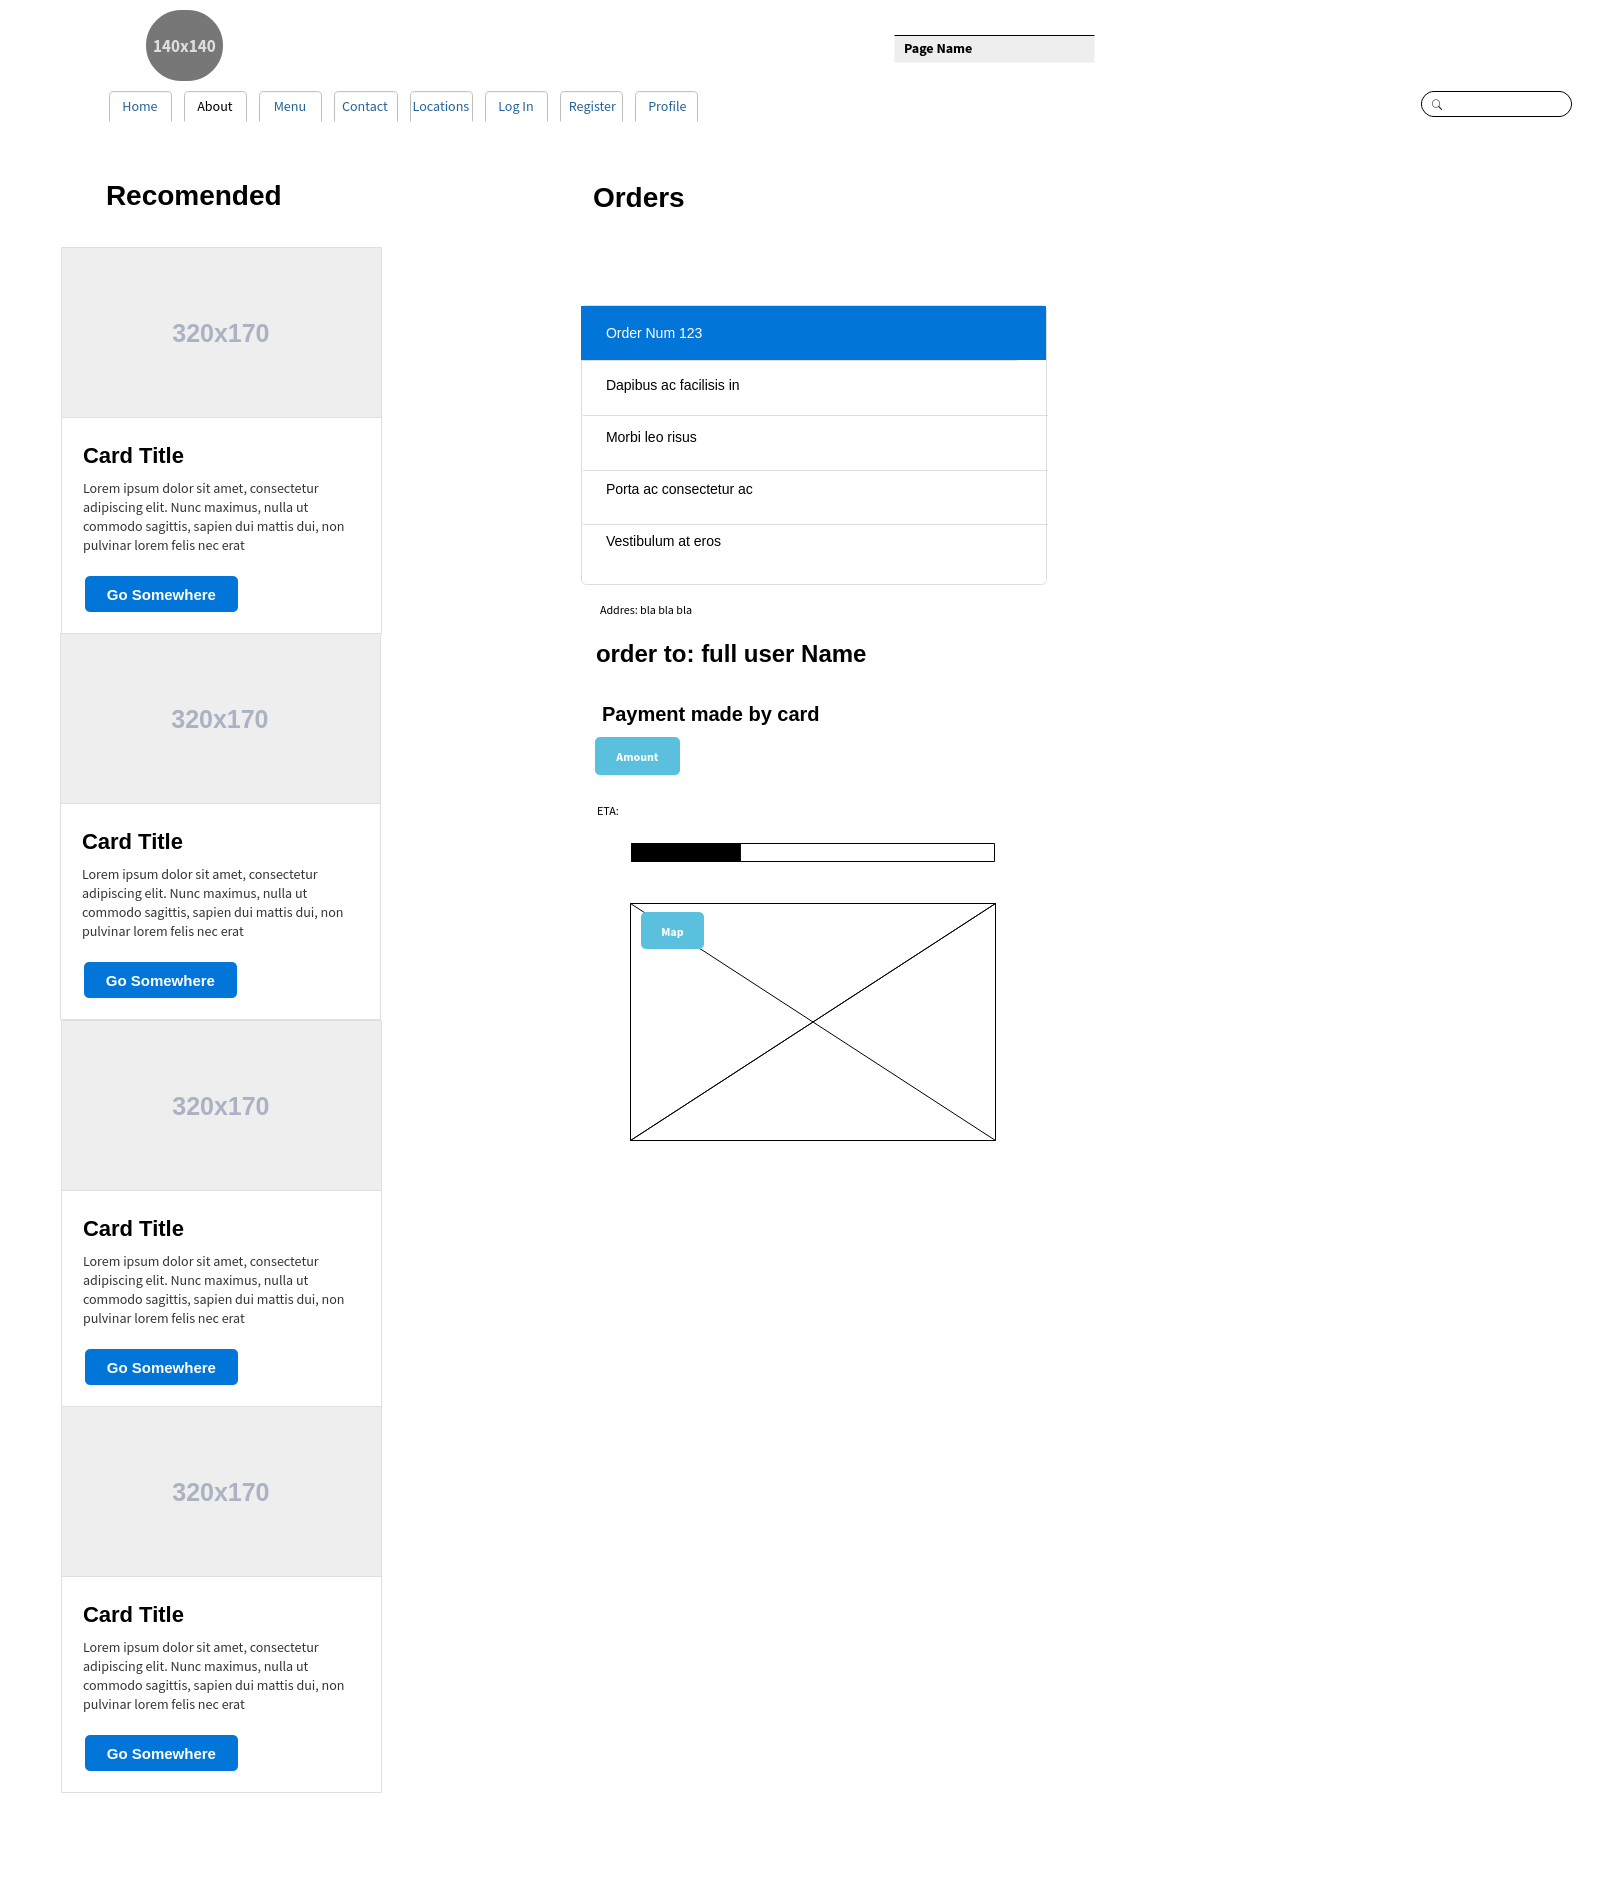 140x140
Page Name
Home
About
Menu
Contact
Locations
Log In
Register
Profile
Recomended
320x170
Card Title
Lorem ipsum dolor sit amet, consectetur
adipiscing elit. Nunc maximus, nulla ut
commodo sagittis, sapien dui mattis dui, non
pulvinar lorem felis nec erat
Go Somewhere
320x170
Card Title
Lorem ipsum dolor sit amet, consectetur
adipiscing elit. Nunc maximus, nulla ut
commodo sagittis, sapien dui mattis dui, non
pulvinar lorem felis nec erat
Go Somewhere
320x170
Card Title
Lorem ipsum dolor sit amet, consectetur
adipiscing elit. Nunc maximus, nulla ut
commodo sagittis, sapien dui mattis dui, non
pulvinar lorem felis nec erat
Go Somewhere
320x170
Card Title
Lorem ipsum dolor sit amet, consectetur
adipiscing elit. Nunc maximus, nulla ut
commodo sagittis, sapien dui mattis dui, non
pulvinar lorem felis nec erat
Go Somewhere
Orders
Order Num 123
Dapibus ac facilisis in
Morbi leo risus
Porta ac consectetur ac
Vestibulum at eros
Addres: bla bla bla
order to: full user Name
Payment made by card
Amount
ETA:
Map